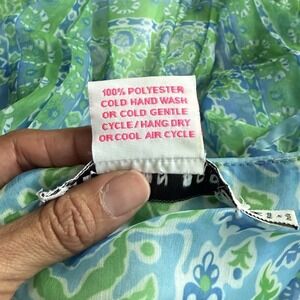 100% POLYESTER
COLD HAND WASH
OR COLD GENTLE
CYCLE/HANG DRY
OR COOL AIR CYCLE